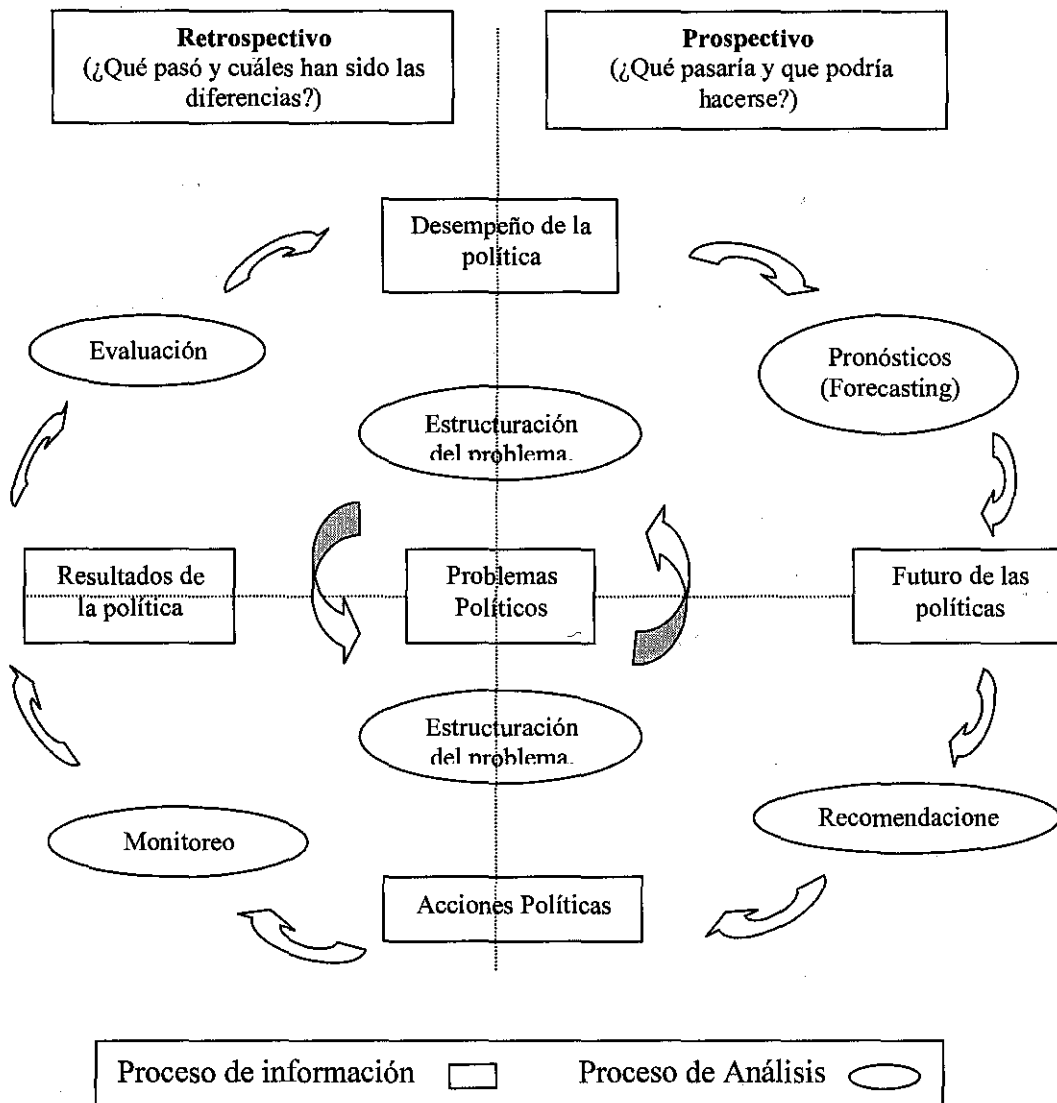 Retrospectivo
(¿Qué pasó y cuáles han sido las
diferencias?)
Prospectivo
(¿Qué pasaría y que podría
hacerse?)
Desempeño de la
política
Evaluación
Pronósticos
(Forecasting)
Estructuración
del problema.
Resultados de
la política
Problemas
Políticos
Futuro de las
políticas
Estructuración
del problema.
Monitoreo
Recomendacione
Acciones Políticas
Proceso de información
Proceso de Análisis